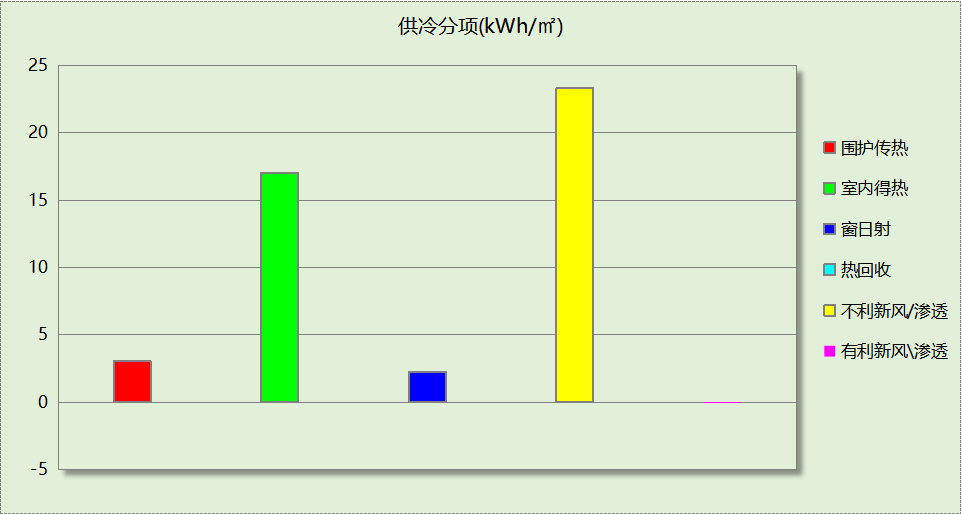 供冷分项(kWh/㎡)
25
20
15
10
5
0
-5
围护传热
室内得热
窗日射
热回收
不利新风/渗透
有利新风\渗透